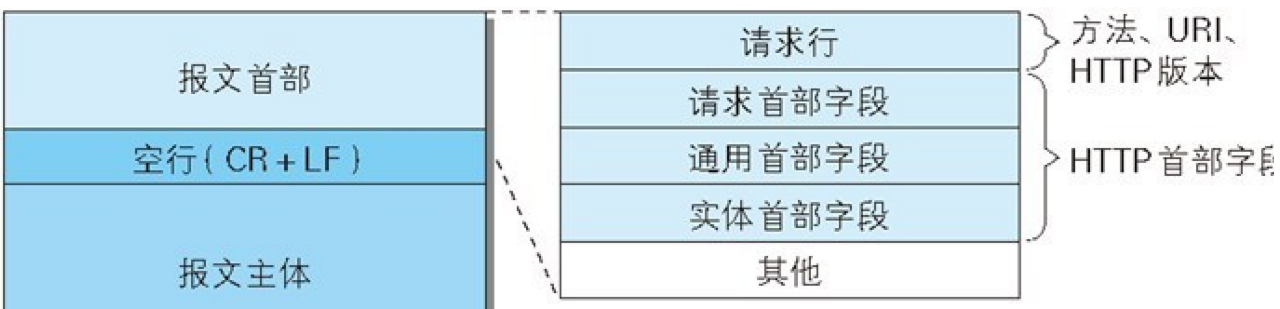 报文首部
空行(CR+LF)
报文主体
请求行
请求首部字段
通用首部字段
实体首部字段
其他
方法、URI、
HTTP版本
HTTP首部字段